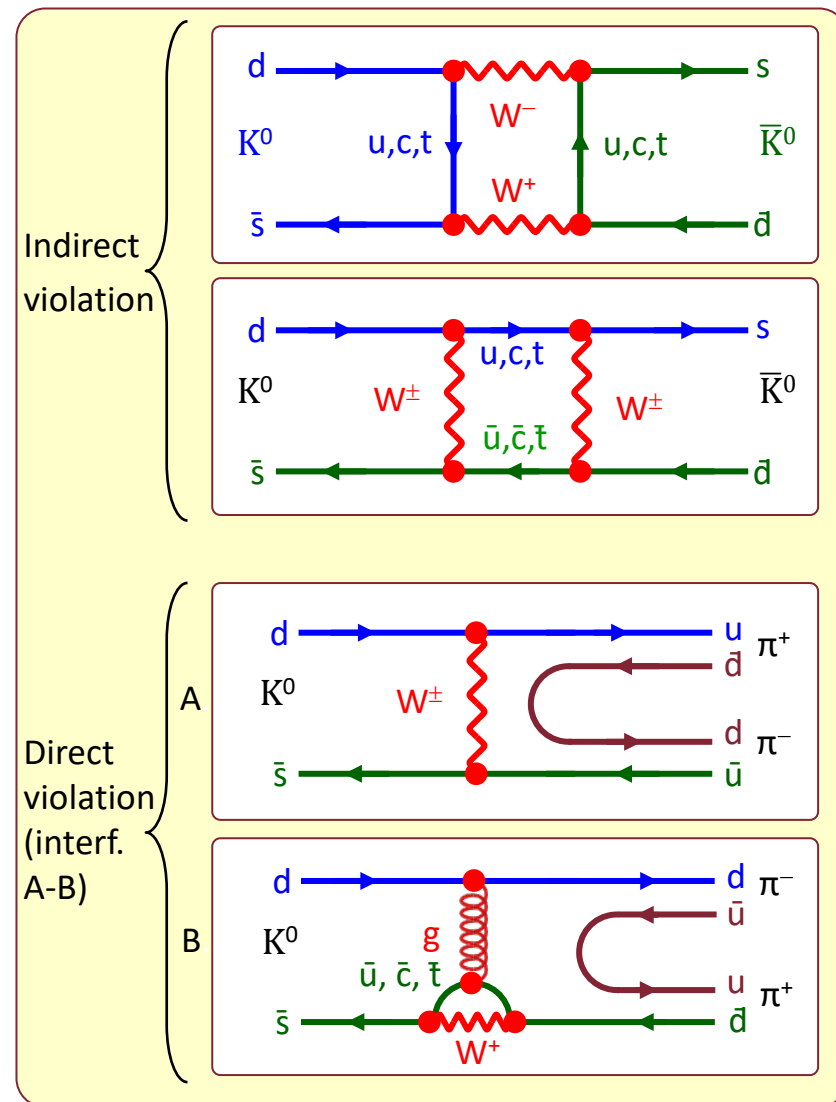 d s
W⁻
K⁰ u,c,t u,c,t K̅⁰
W⁺
s̄ d̄
Indirect
violation
d s
u,c,t
K⁰ W± W± K̅⁰
ū,c̄,t̄
s̄ d̄
A
d u π⁺
d̄
K⁰ W±
d π⁻
s̄ ū
Direct
violation
(interf.
A-B)
B
d d π⁻
ū
K⁰ g
ū, c̄, t̄
u π⁺
s̄ d̄
W⁺